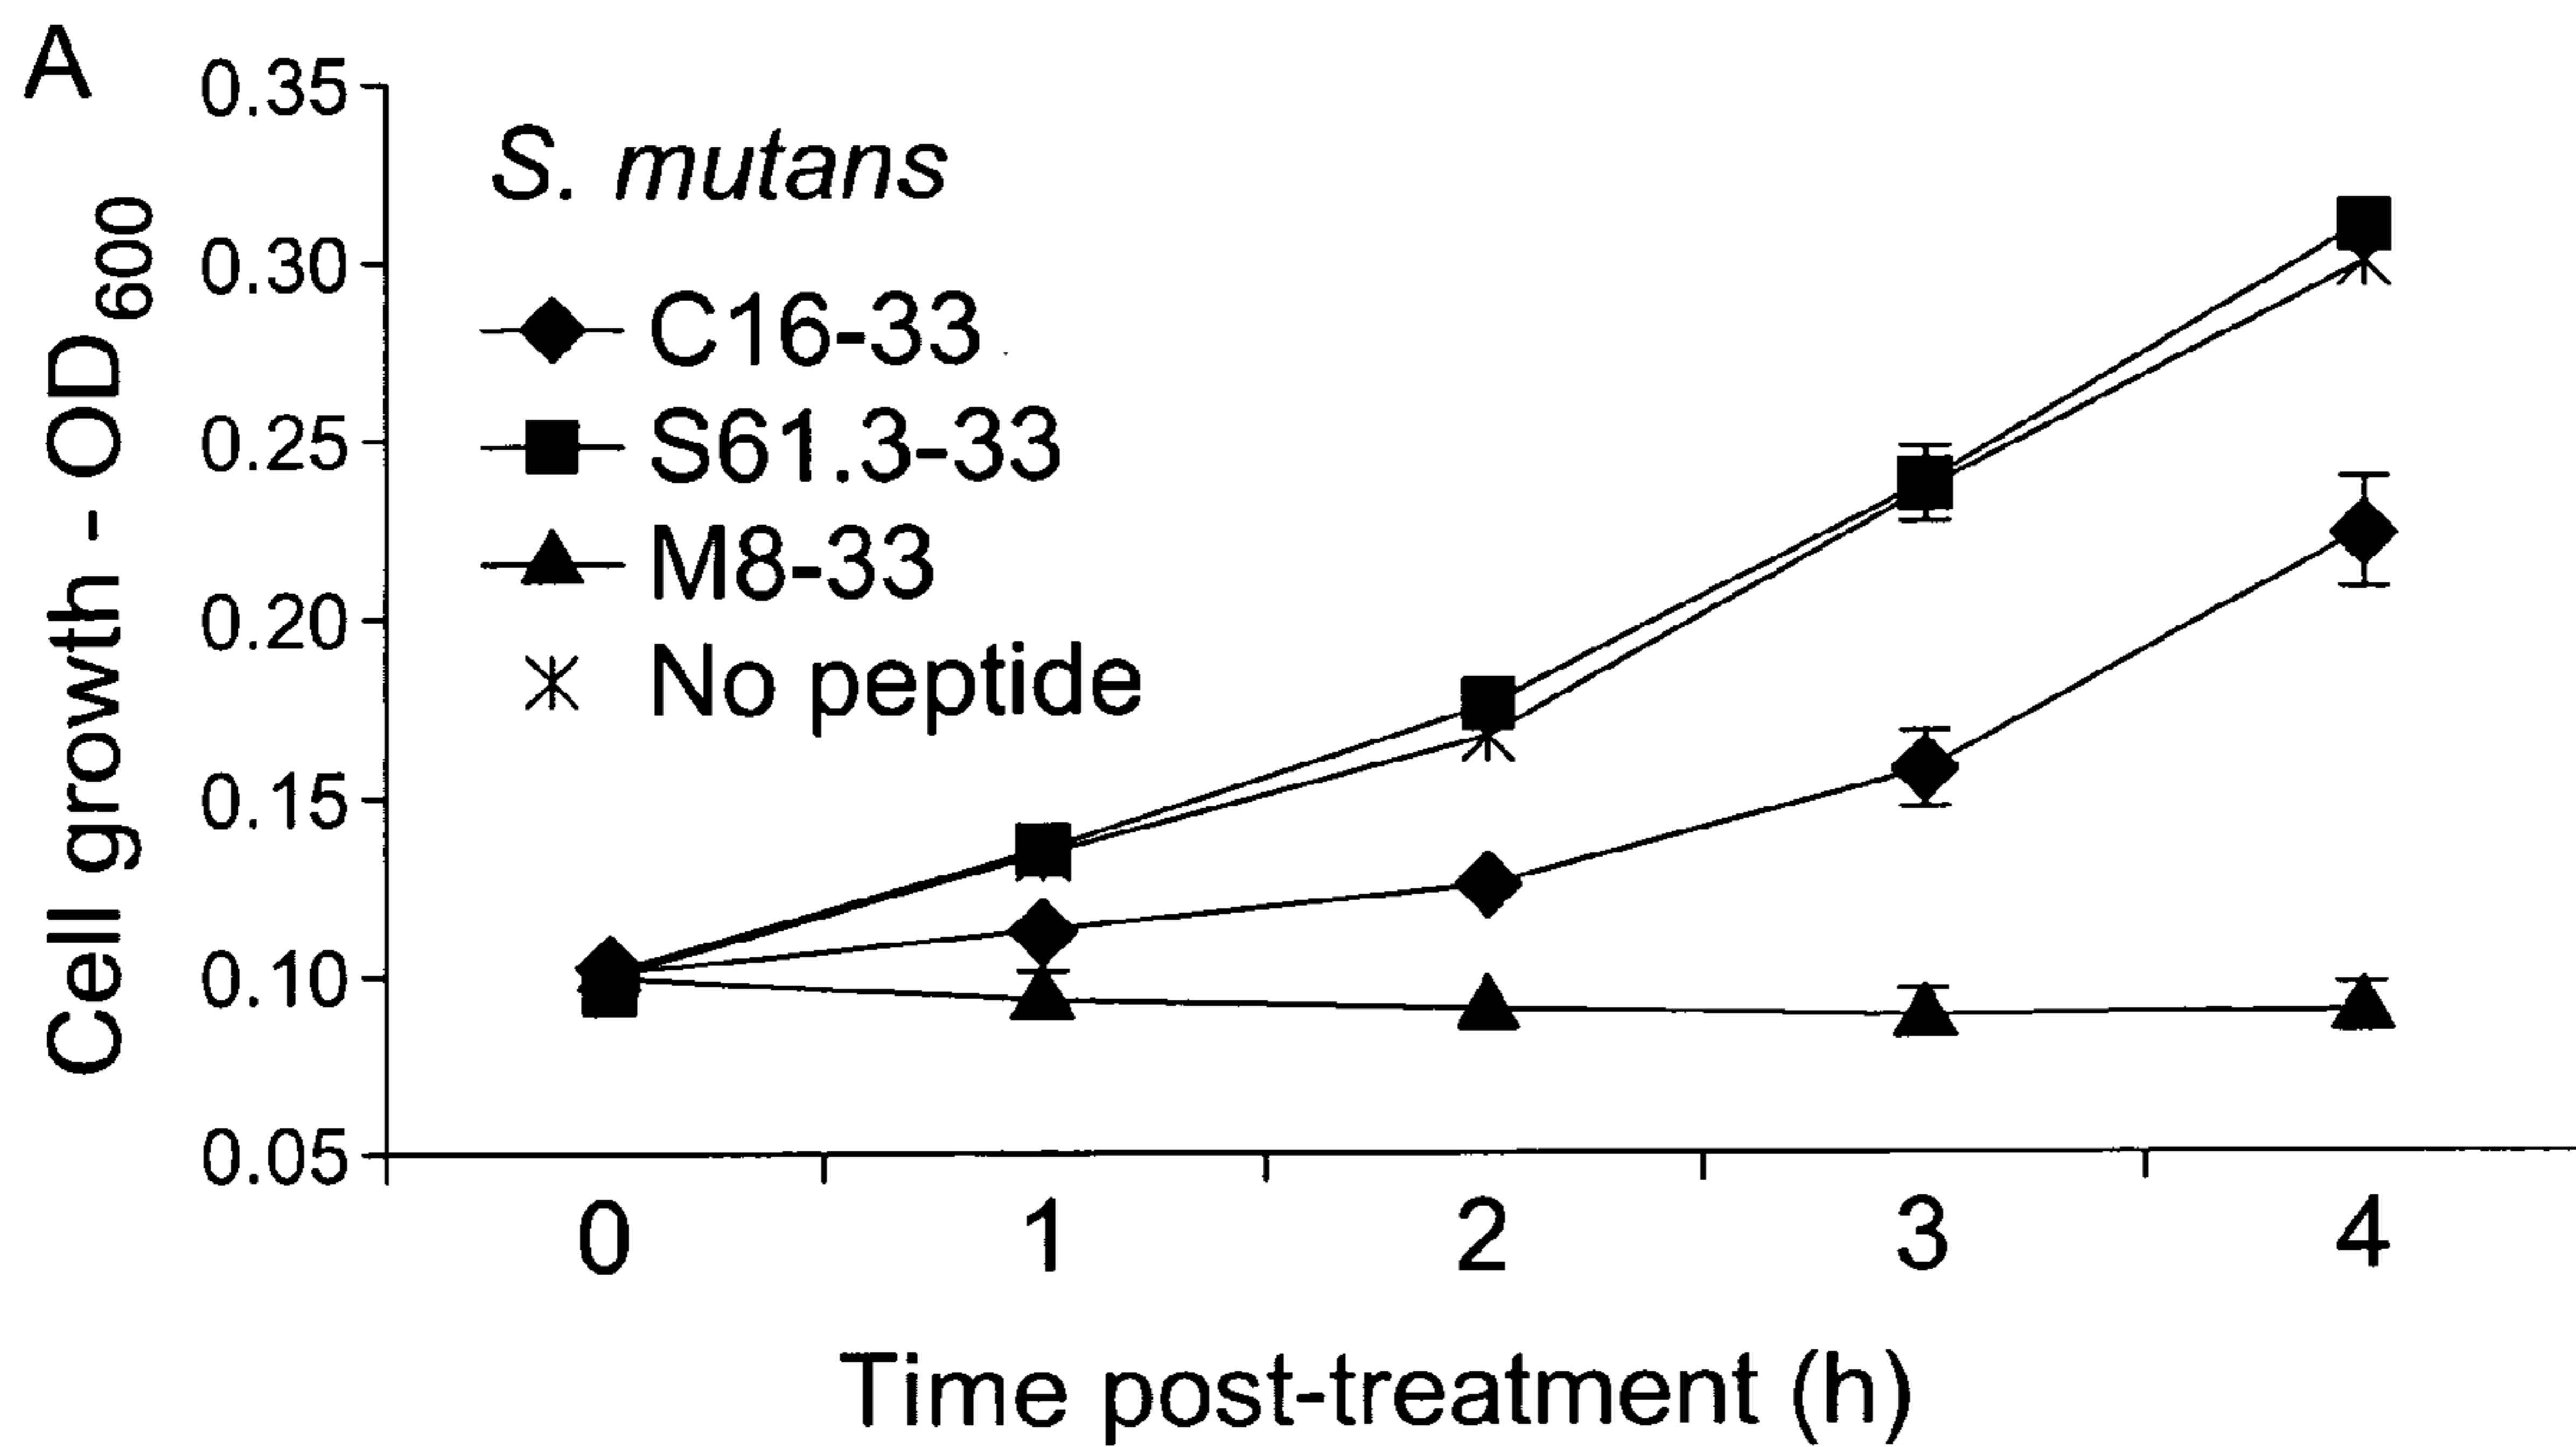 A
0.35
0.30
0.25
0.20
0.15
0.10
0.05
Cell growth - OD600
S. mutans
C16-33
S61.3-33
M8-33
No peptide
0 1 2 3 4
Time post-treatment (h)